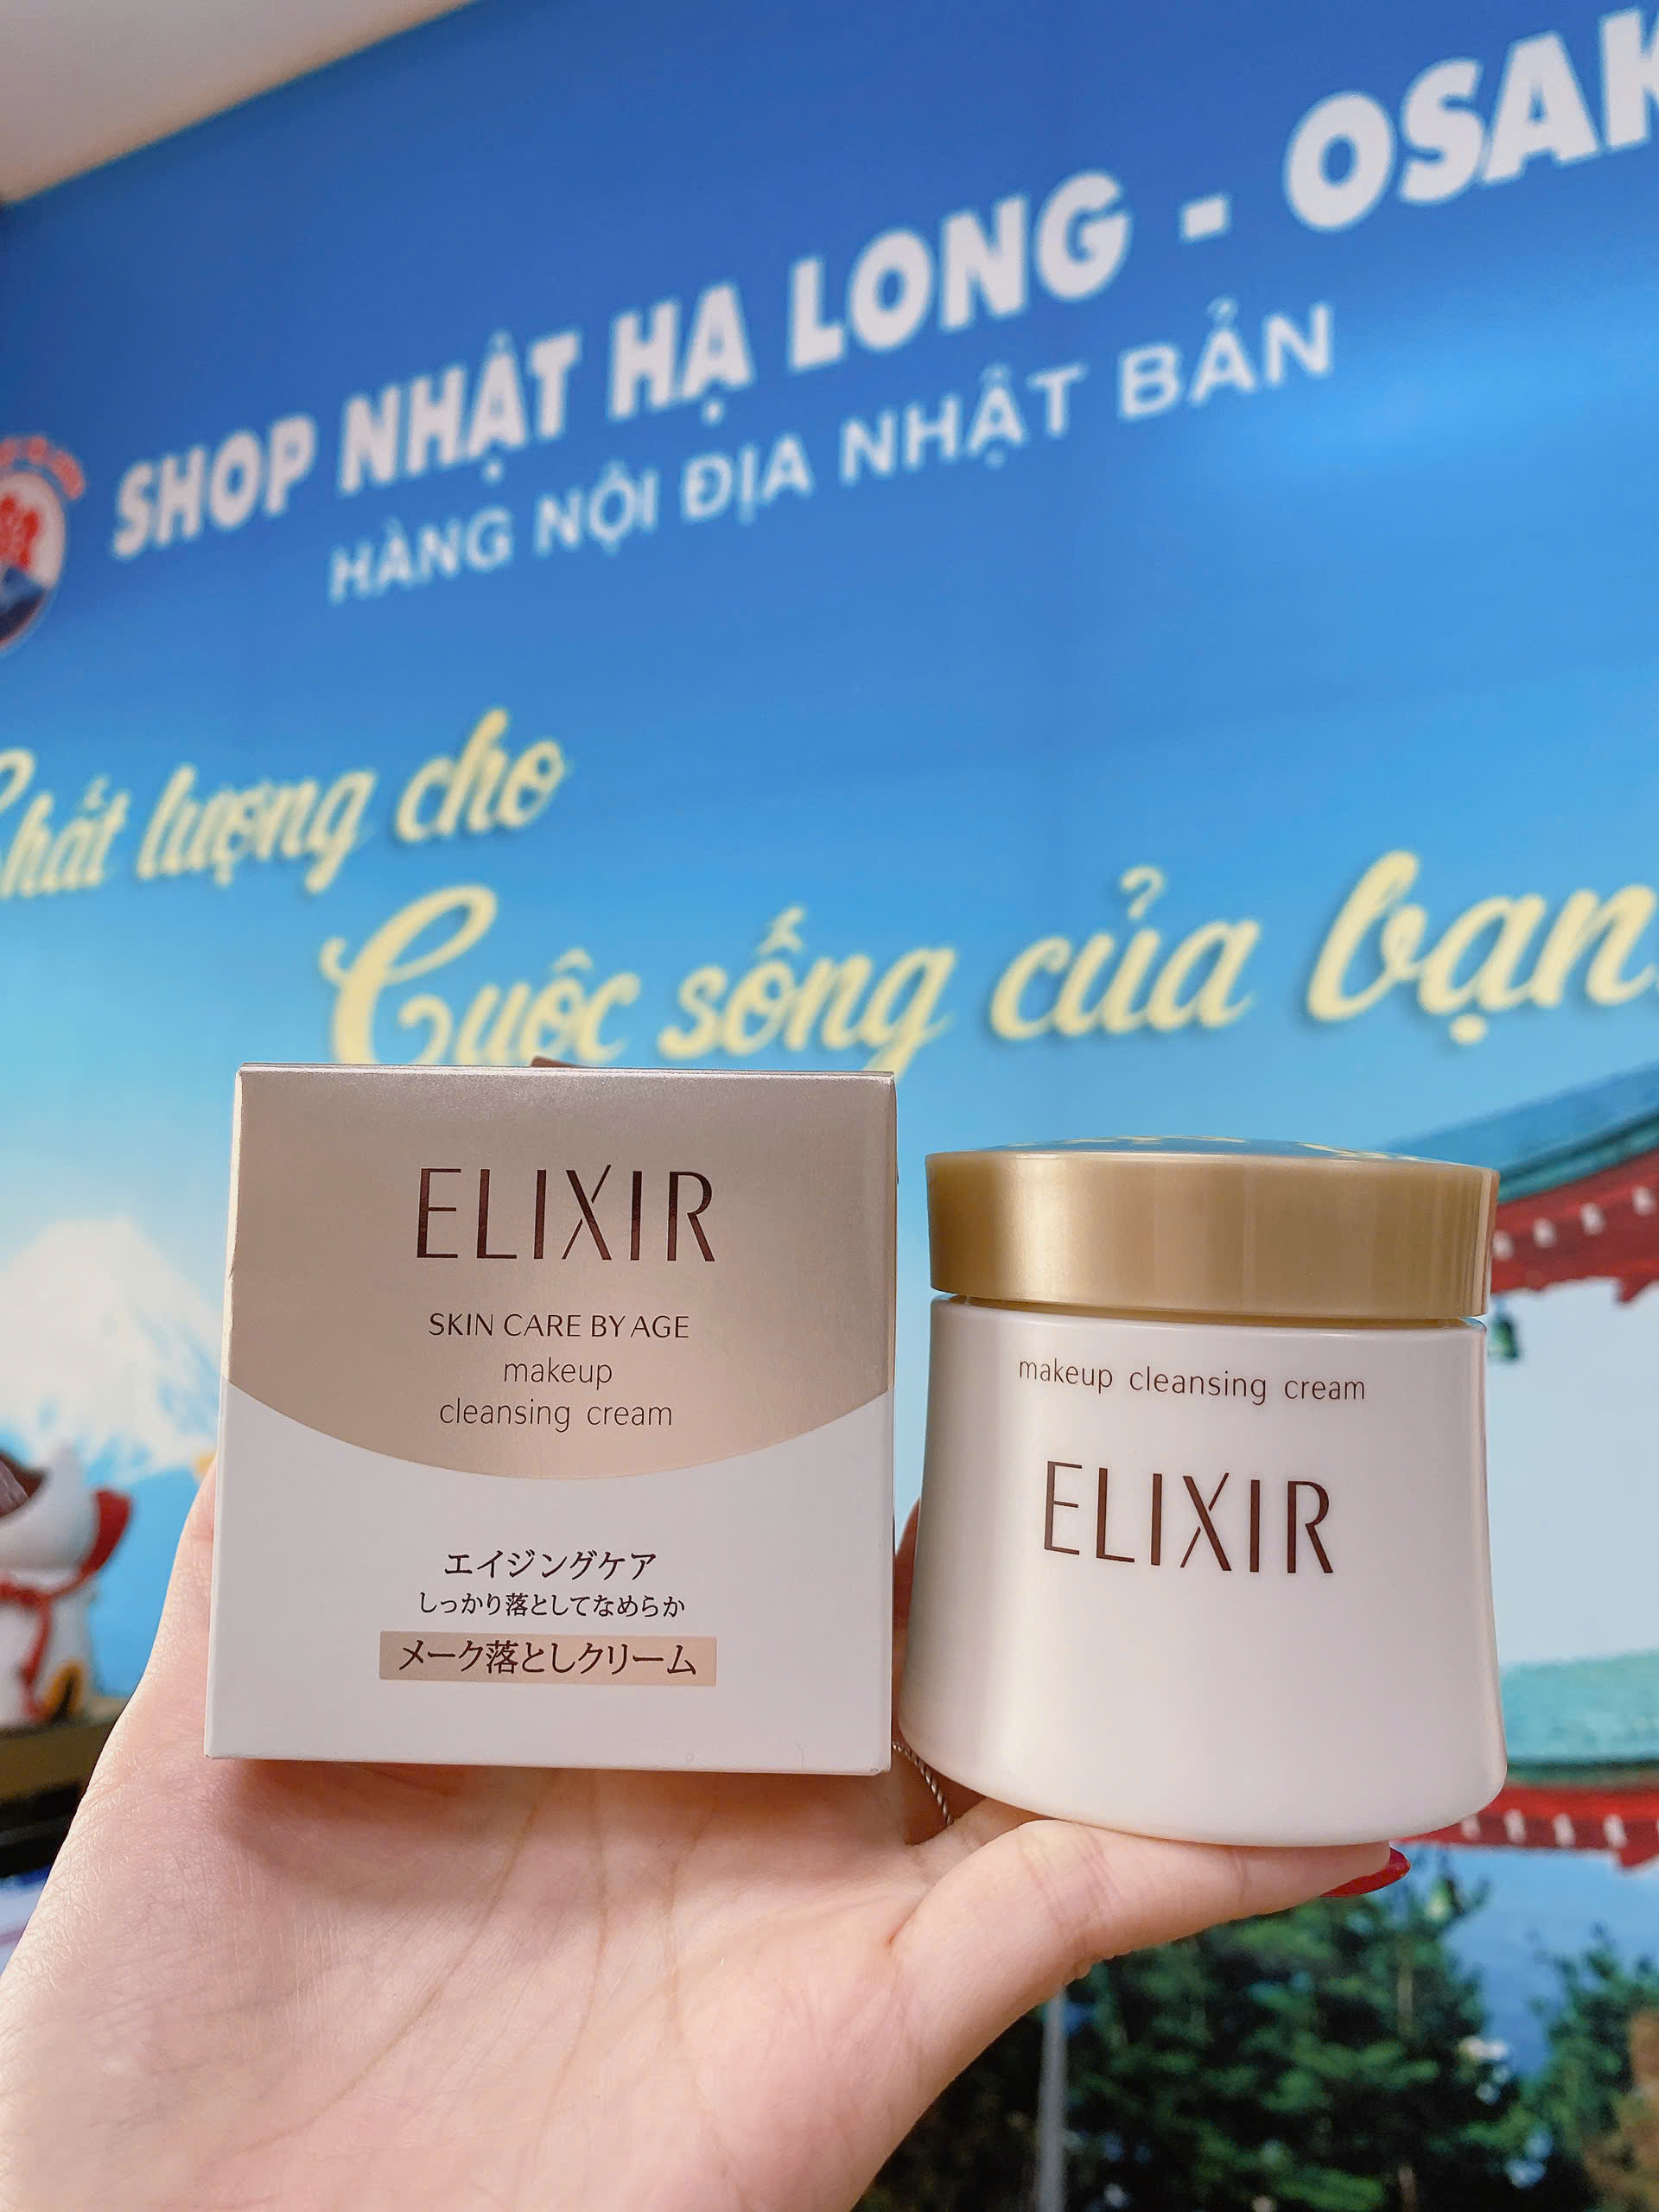 SHOP NHẬT HẠ LONG - OSAK
HÀNG NỘI ĐỊA NHẬT BẢN
Chất lượng cho
Cuộc sống của bạn
ELIXIR
SKIN CARE BY AGE
makeup
cleansing cream
エイジングケア
しっかり落としてなめらか
メーク落としクリーム
makeup cleansing cream
ELIXIR